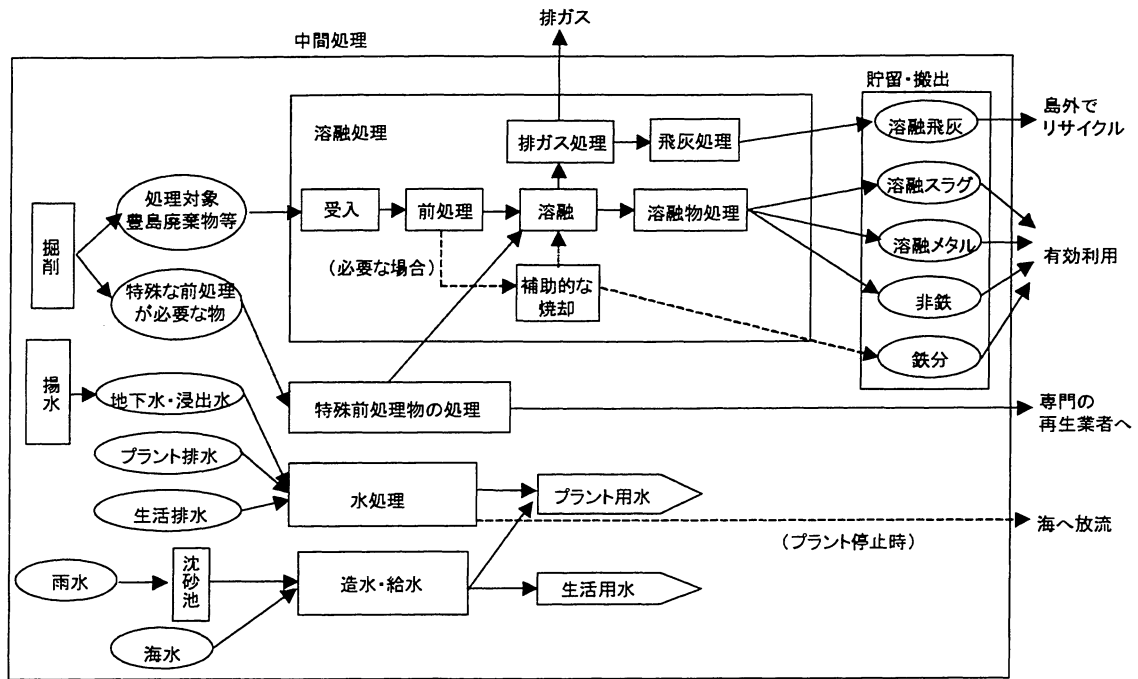 排ガス
中間処理
貯留・搬出
溶融処理
溶融飛灰
島外で
リサイクル
排ガス処理
飛灰処理
処理対象
豊島廃棄物等
受入
前処理
溶融
溶融物処理
溶融スラグ
掘削
溶融メタル
有効利用
(必要な場合)
補助的な
焼却
特殊な前処理
が必要な物
非鉄
鉄分
揚水
地下水・浸出水
特殊前処理物の処理
専門の
再生業者へ
プラント排水
水処理
プラント用水
生活排水
海へ放流
(プラント停止時)
雨水
沈砂池
造水・給水
生活用水
海水